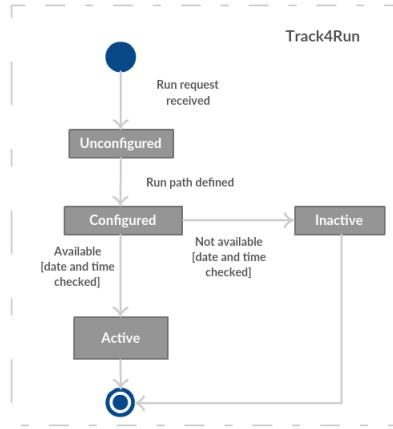 Track4Run
Run request
received
Unconfigured
Run path defined
Configured
Inactive
Available
[date and time
checked]
Not available
[date and time
checked]
Active